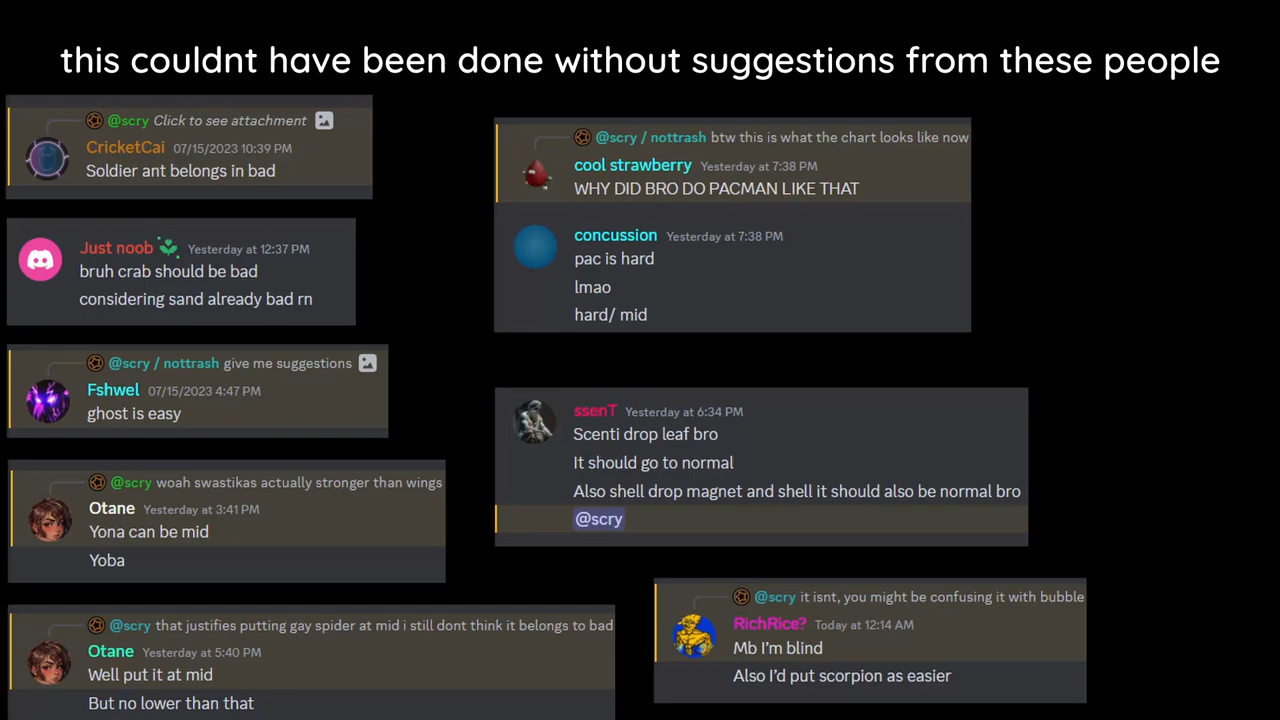 this couldnt have been done without suggestions from these people
@scry Click to see attachment
CricketCai 07/15/2023 10:39 PM
Soldier ant belongs in bad
Just noob Yesterday at 12:37 PM
bruh crab should be bad
considering sand already bad rn
@scry / nottrash give me suggestions
Fshwel 07/15/2023 4:47 PM
ghost is easy
@scry woah swastikas actually stronger than wings
Otane Yesterday at 3:41 PM
Yona can be mid
Yoba
@scry that justifies putting gay spider at mid i still dont think it belongs to bad
Otane Yesterday at 5:40 PM
Well put it at mid
But no lower than that
@scry / nottrash btw this is what the chart looks like now
cool strawberry Yesterday at 7:38 PM
WHY DID BRO DO PACMAN LIKE THAT
concussion Yesterday at 7:38 PM
pac is hard
lmao
hard/ mid
ssenT Yesterday at 6:34 PM
Scenti drop leaf bro
It should go to normal
Also shell drop magnet and shell it should also be normal bro
@scry
@scry it isnt, you might be confusing it with bubble
RichRice? Today at 12:14 AM
Mb I'm blind
Also I'd put scorpion as easier